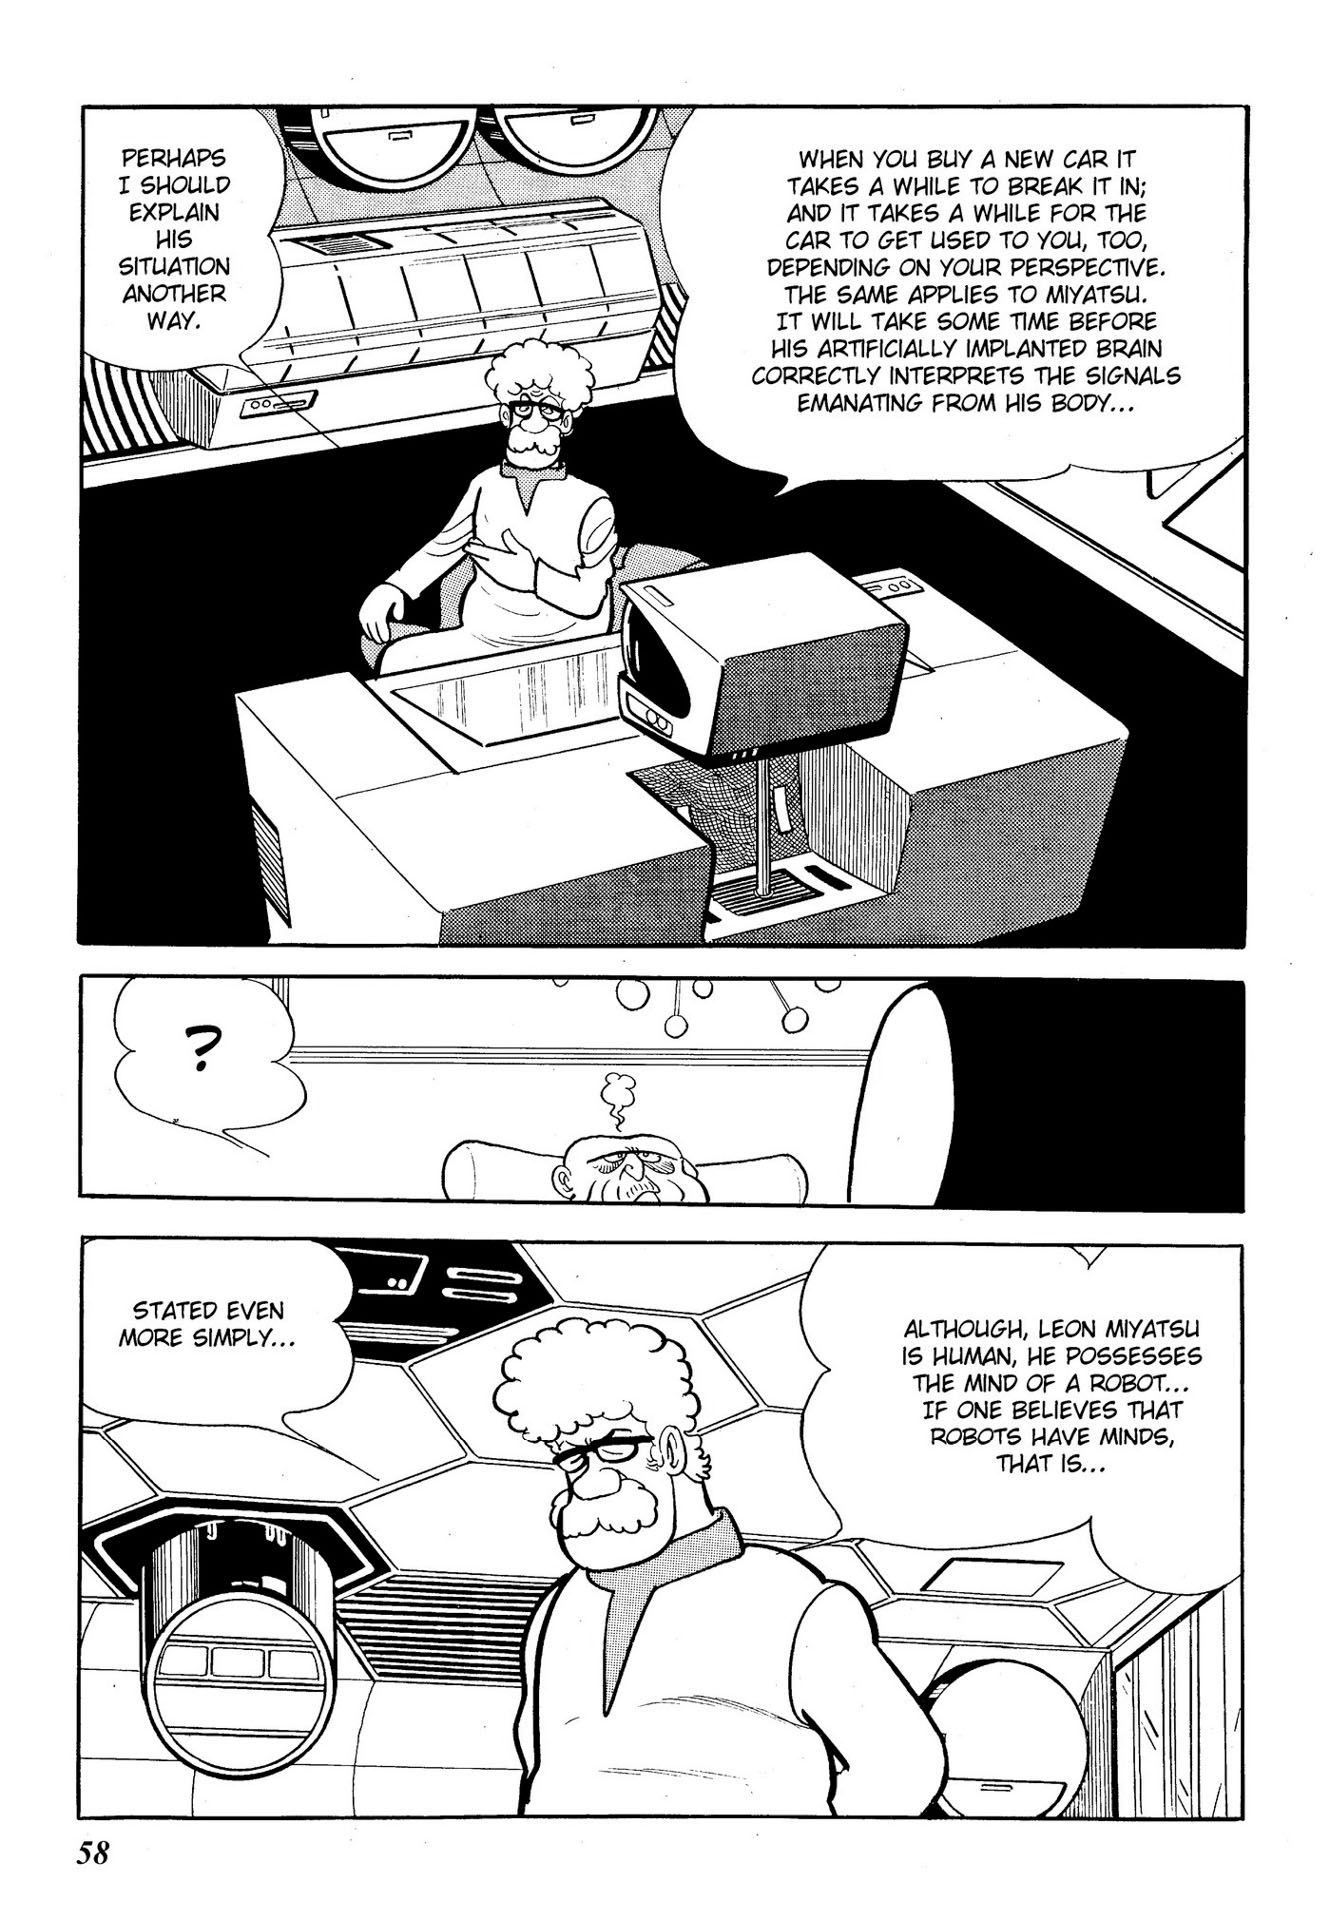 PERHAPS
I SHOULD
EXPLAIN
HIS
SITUATION
ANOTHER
WAY.
WHEN YOU BUY A NEW CAR IT
TAKES A WHILE TO BREAK IT IN;
AND IT TAKES A WHILE FOR THE
CAR TO GET USED TO YOU, TOO,
DEPENDING ON YOUR PERSPECTIVE.
THE SAME APPLIES TO MIYATSU.
IT WILL TAKE SOME TIME BEFORE
HIS ARTIFICIALLY IMPLANTED BRAIN
CORRECTLY INTERPRETS THE SIGNALS
EMANATING FROM HIS BODY...
?
STATED EVEN
MORE SIMPLY...
ALTHOUGH, LEON MIYATSU
IS HUMAN, HE POSSESSES
THE MIND OF A ROBOT...
IF ONE BELIEVES THAT
ROBOTS HAVE MINDS,
THAT IS...
58